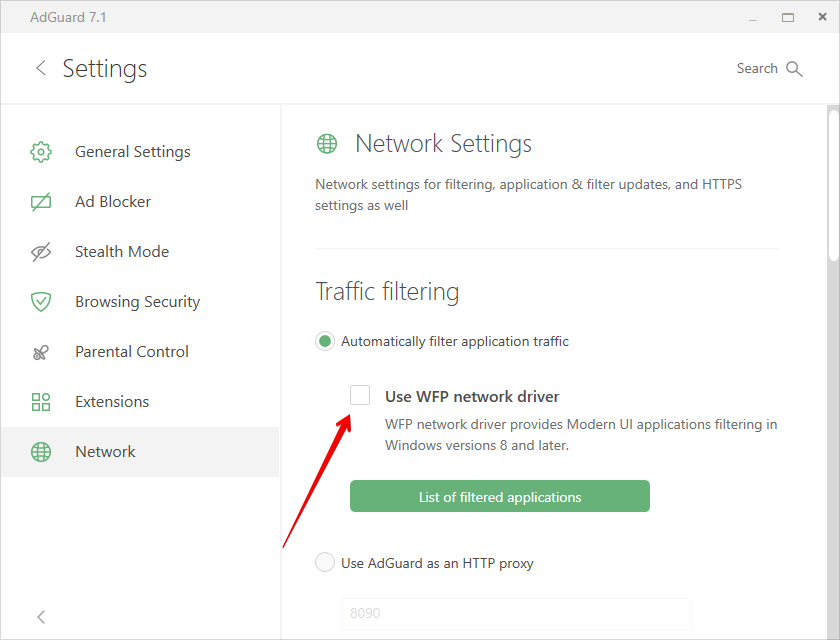 AdGuard 7.1
Settings
Search
General Settings
Ad Blocker
Stealth Mode
Browsing Security
Parental Control
Extensions
Network
Network Settings
Network settings for filtering, application & filter updates, and HTTPS
settings as well
Traffic filtering
Automatically filter application traffic
Use WFP network driver
WFP network driver provides Modern UI applications filtering in
Windows versions 8 and later.
List of filtered applications
Use AdGuard as an HTTP proxy
8090